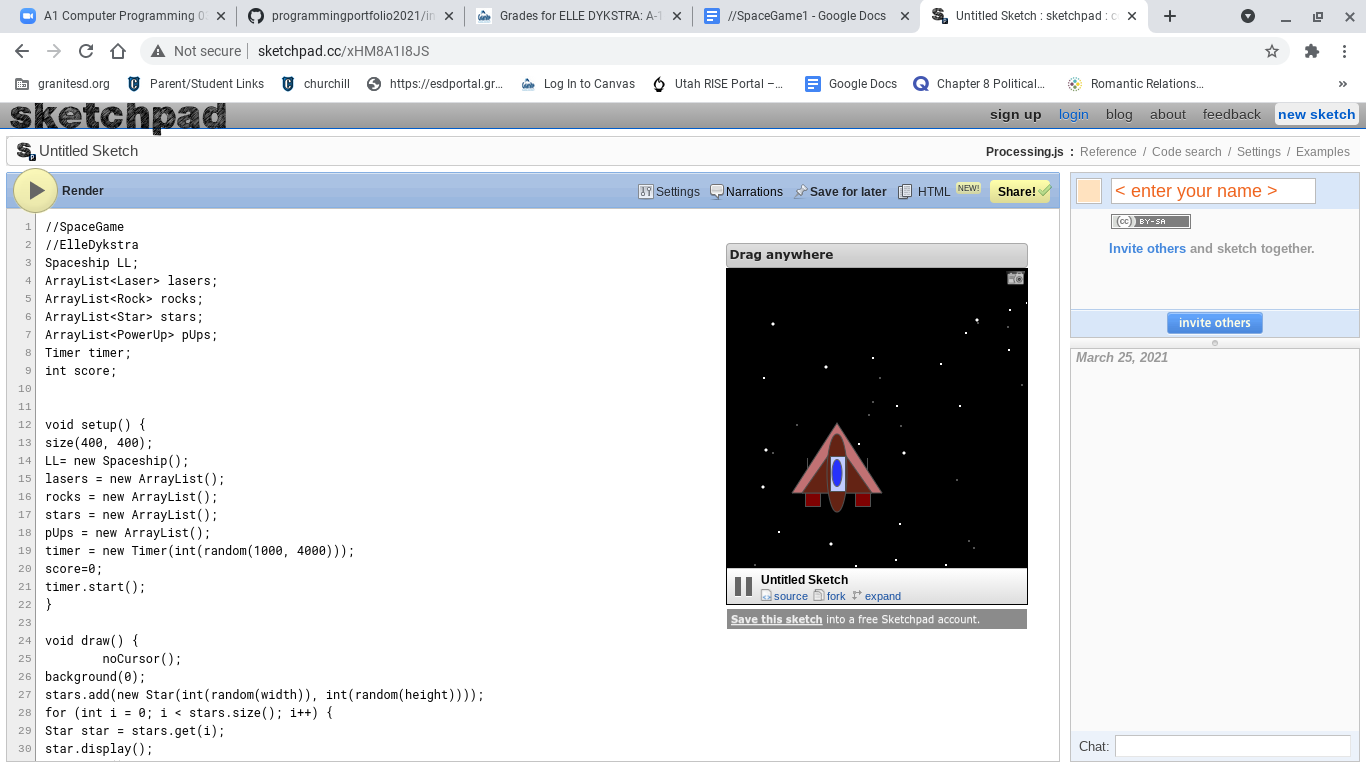 A1 Computer Programming 0
programmingportfolio2021/in
Grades for ELLE DYKSTRA: A-1
//SpaceGame1 - Google Docs
Untitled Sketch : sketchpad : c
Not secure
sketchpad.cc/xHM8A1I8JS
granitesd.org
Parent/Student Links
churchill
https://esdportal.gr...
Log In to Canvas
Utah RISE Portal –...
Google Docs
Chapter 8 Political...
Romantic Relations...
»
sketchpad
sign up login blog about feedback new sketch
Untitled Sketch
Processing.js : Reference / Code search / Settings / Examples
Render
Settings
Narrations
Save for later
HTML NEW!
Share!
1 //SpaceGame
2 //ElleDykstra
3 Spaceship LL;
4 ArrayList<Laser> lasers;
5 ArrayList<Rock> rocks;
6 ArrayList<Star> stars;
7 ArrayList<PowerUp> pUps;
8 Timer timer;
9 int score;
10
11
12 void setup() {
13 size(400, 400);
14 LL= new Spaceship();
15 lasers = new ArrayList();
16 rocks = new ArrayList();
17 stars = new ArrayList();
18 pUps = new ArrayList();
19 timer = new Timer(int(random(1000, 4000)));
20 score=0;
21 timer.start();
22 }
23
24 void draw() {
25 noCursor();
26 background(0);
27 stars.add(new Star(int(random(width)), int(random(height))));
28 for (int i = 0; i < stars.size(); i++) {
29 Star star = stars.get(i);
30 star.display();
Drag anywhere
Untitled Sketch
source fork expand
Save this sketch into a free Sketchpad account.
< enter your name >
cc BY-SA
Invite others and sketch together.
invite others
March 25, 2021
Chat: